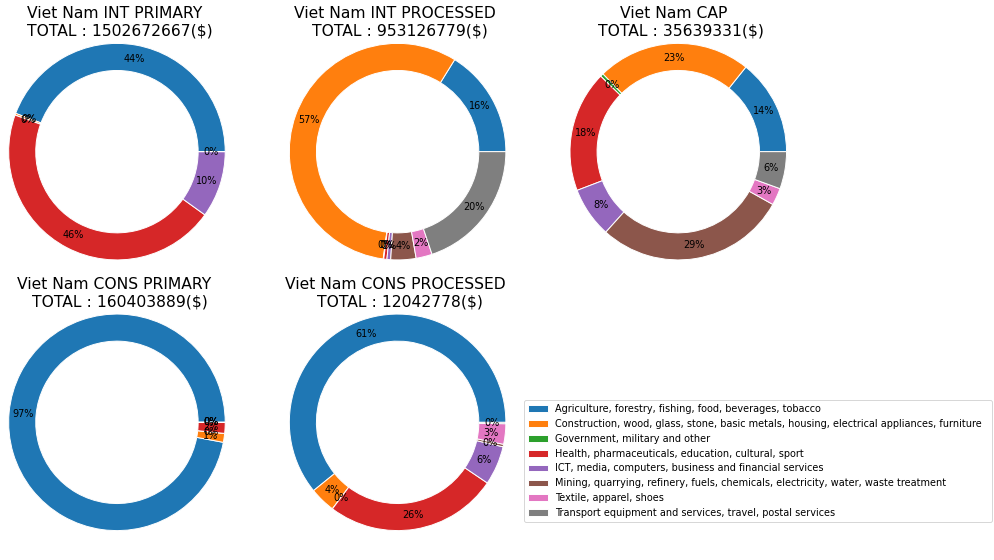 Viet Nam INT PRIMARY
TOTAL : 1502672667($)
44%
0%
46%
10%
0%
Viet Nam INT PROCESSED
TOTAL : 953126779($)
16%
57%
0%
4%
2%
20%
Viet Nam CAP
TOTAL : 35639331($)
14%
23%
0%
18%
8%
29%
3%
6%
Viet Nam CONS PRIMARY
TOTAL : 160403889($)
97%
1%
0%
Viet Nam CONS PROCESSED
TOTAL : 12042778($)
61%
4%
0%
26%
6%
0%
3%
0%
Agriculture, forestry, fishing, food, beverages, tobacco
Construction, wood, glass, stone, basic metals, housing, electrical appliances, furniture
Government, military and other
Health, pharmaceuticals, education, cultural, sport
ICT, media, computers, business and financial services
Mining, quarrying, refinery, fuels, chemicals, electricity, water, waste treatment
Textile, apparel, shoes
Transport equipment and services, travel, postal services